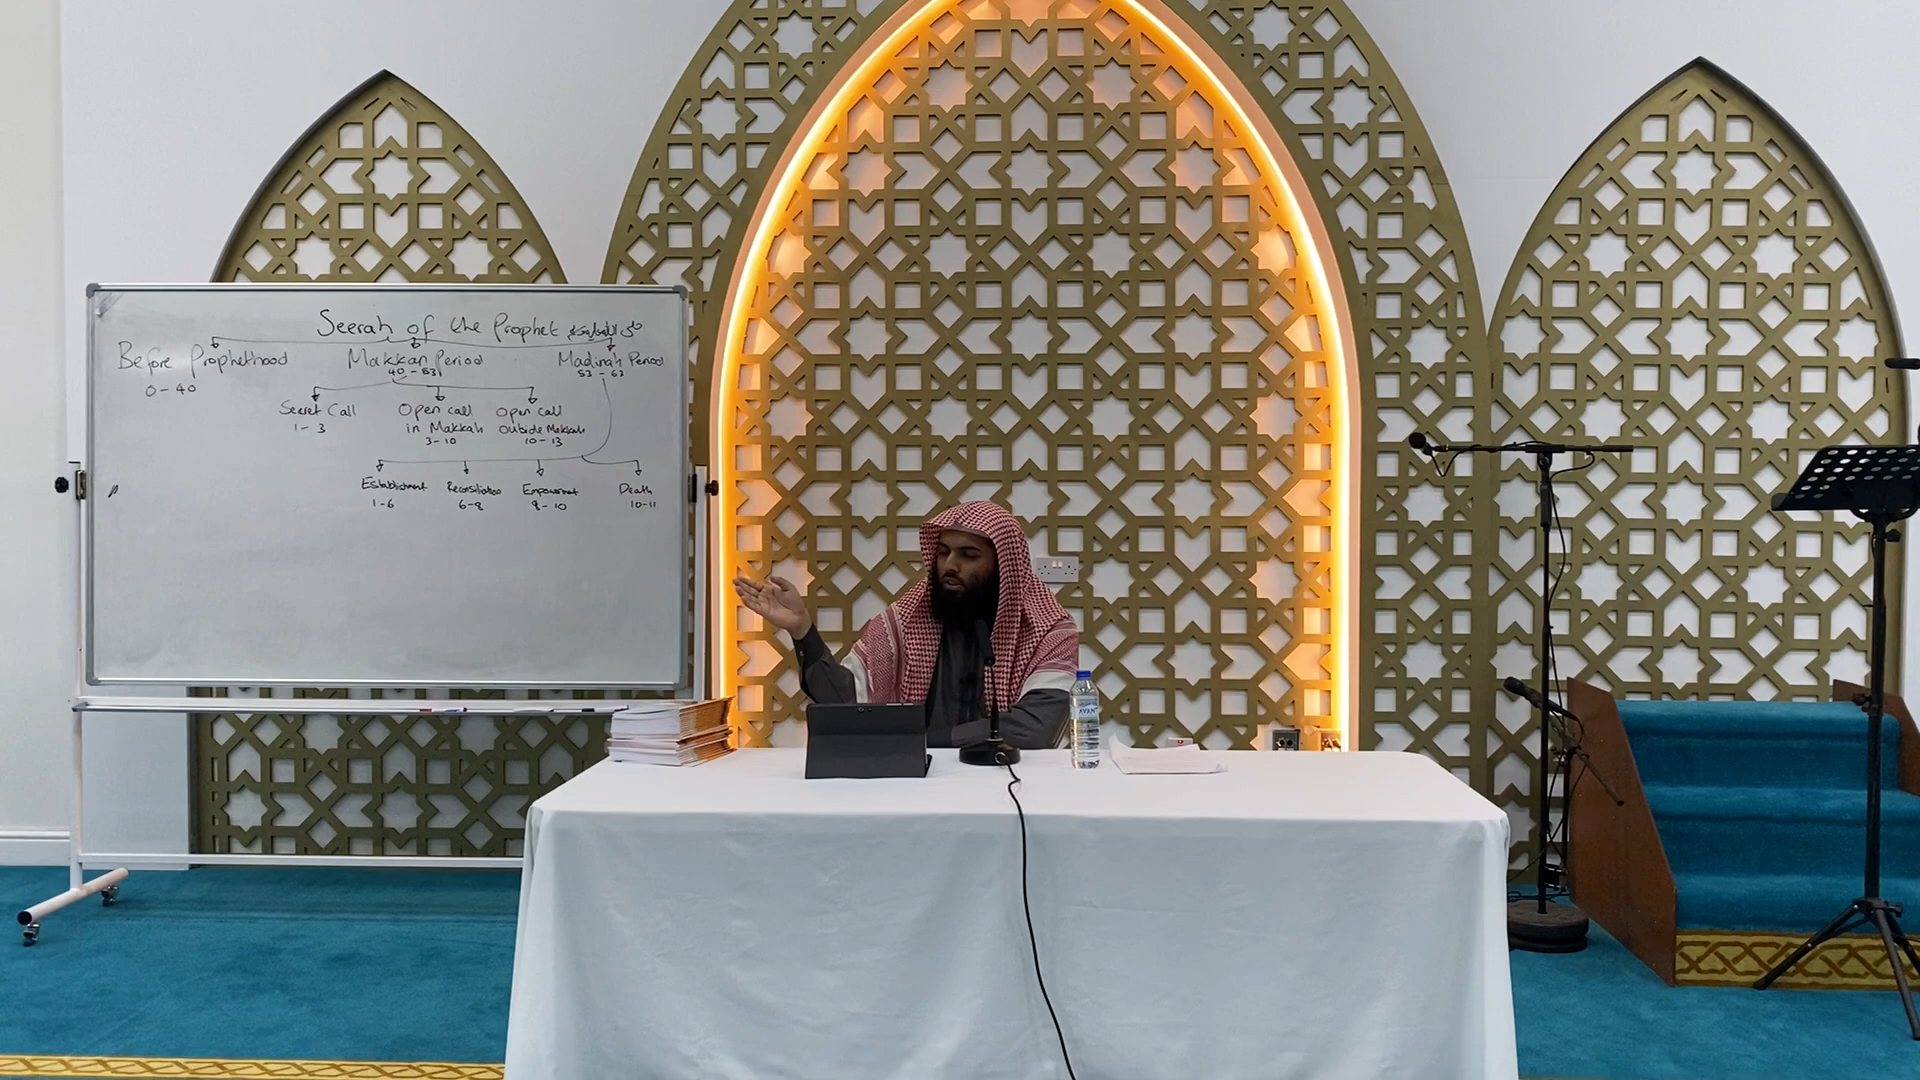 Seerah of the Prophet صلى الله عليه وسلم
Before Prophethood
0 - 40
Makkan Period
40 - 53
Madinah Period
53 - 63
Secret Call
1 - 3
Open call
in Makkah
3 - 10
Open call
outside Makkah
10 - 13
Establishment
1 - 6
Reconsiliation
6 - 8
Empowerment
8 - 10
Death
10 - 11